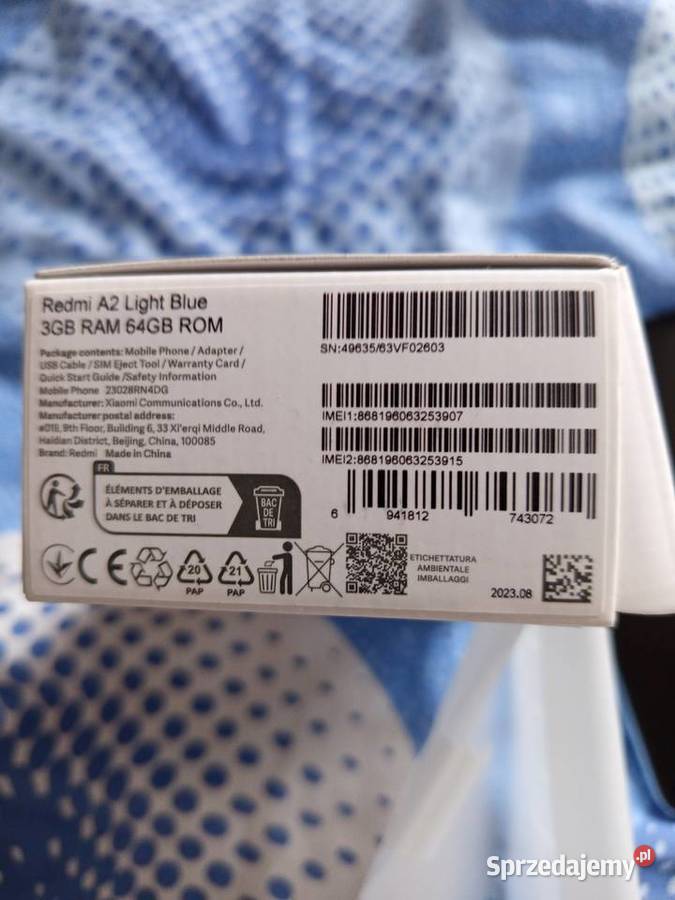 Redmi A2 Light Blue
3GB RAM 64GB ROM
Package contents: Mobile Phone / Adapter /
USB Cable / SIM Eject Tool / Warranty Card /
Quick Start Guide /Safety Information
Mobile Phone 23028RN4DG
Manufacturer: Xiaomi Communications Co., Ltd.
Manufacturer postal address:
#019, 9th Floor, Building 6, 33 Xi'erqi Middle Road,
Haidian District, Beijing, China, 100085
Brand: Redmi Made in China
SN:49635/63VF02603
IMEI1:868196063253907
IMEI2:868196063253915
6 941812 743072
FR
ÉLÉMENTS D'EMBALLAGE
À SÉPARER ET À DÉPOSER
DANS LE BAC DE TRI
BAC
DE
TRI
CE
20
PAP
21
PAP
ETICHETTATURA
AMBIENTALE
IMBALLAGGI
2023.08
Sprzedajemy.pl